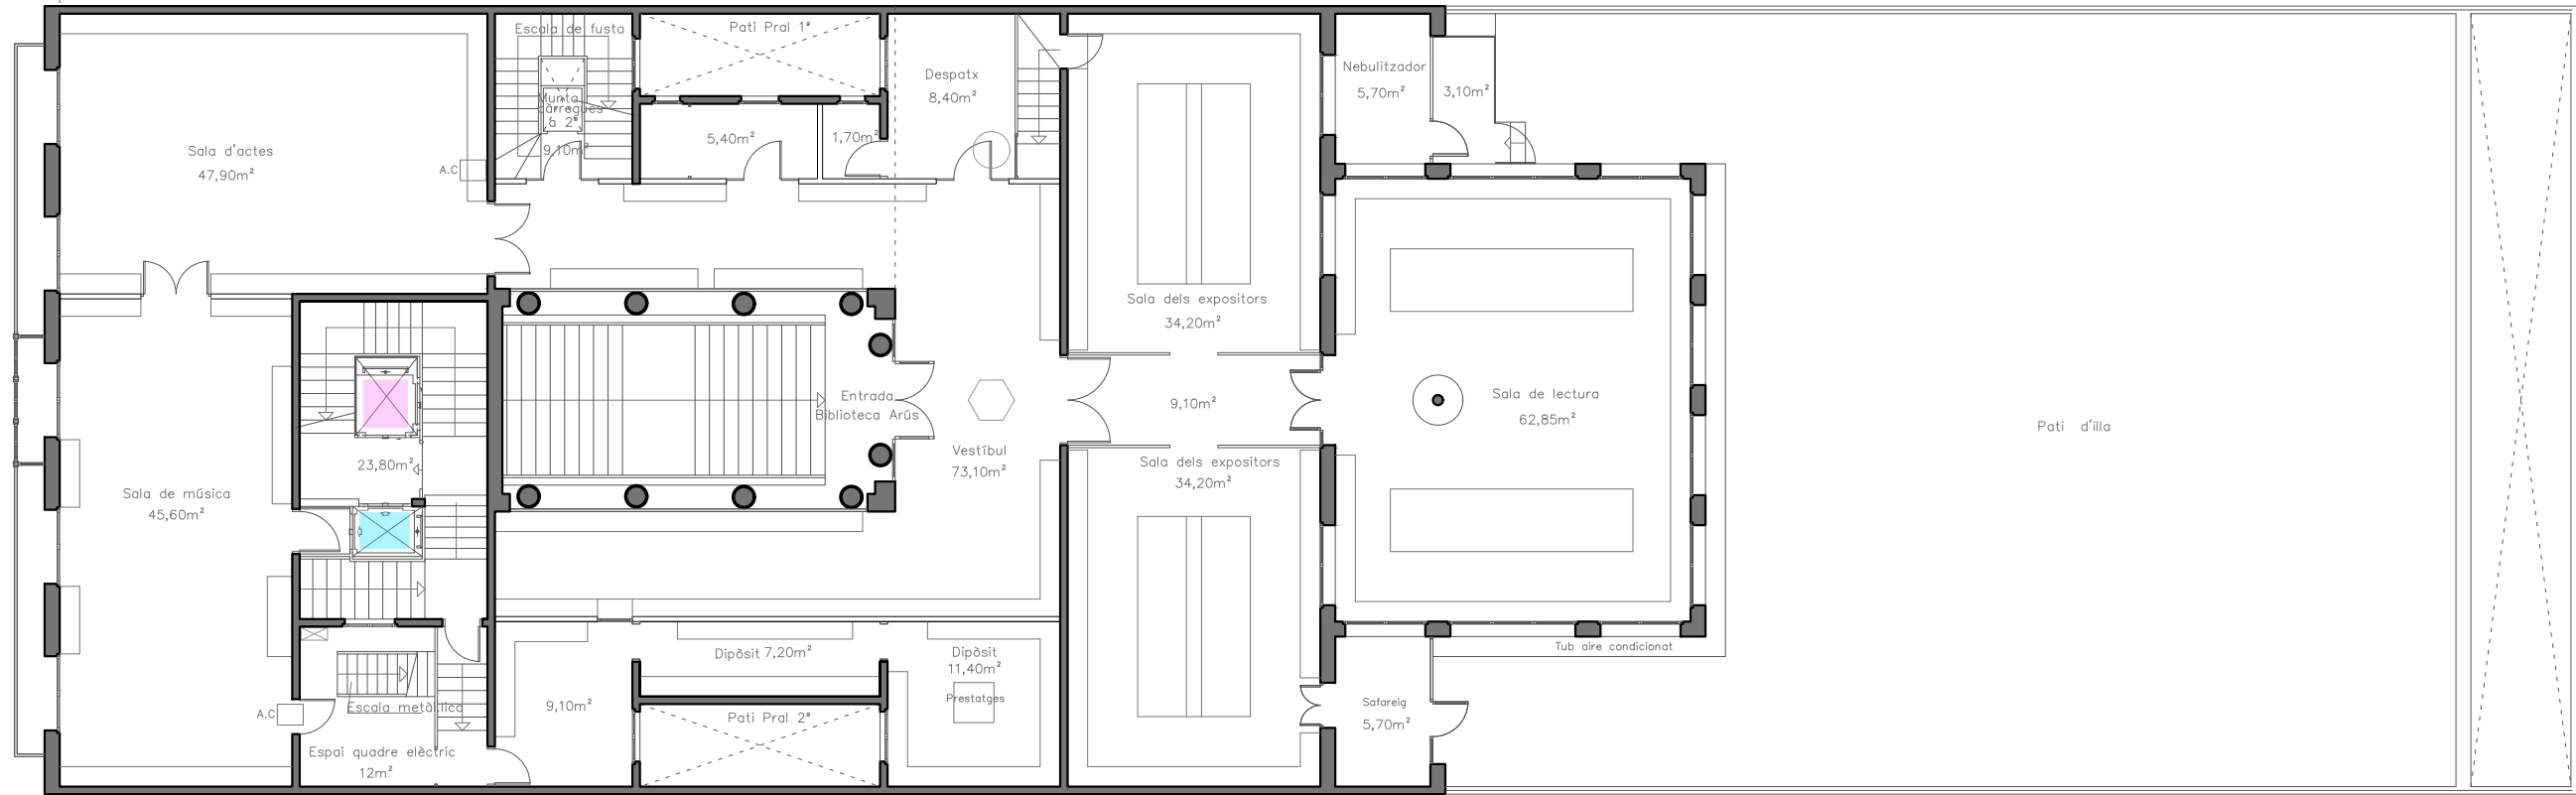 Escala de fusta
Munta
càrregues
a 2ª
9,10m²
Pati Pral 1ª
5,40m²
1,70m²
Despatx
8,40m²
Nebulitzador
5,70m²
3,10m²
Sala d'actes
47,90m²
A.C
Sala dels expositors
34,20m²
Entrada
Biblioteca Arús
Vestíbul
73,10m²
9,10m²
Sala de lectura
62,85m²
Pati d'illa
23,80m²
Sala de música
45,60m²
Sala dels expositors
34,20m²
Tub aire condicionat
Dipòsit 7,20m²
Dipòsit
11,40m²
Prestatges
Escala metàl.lica
A.C
9,10m²
Pati Pral 2ª
Safareig
5,70m²
Espai quadre elèctric
12m²